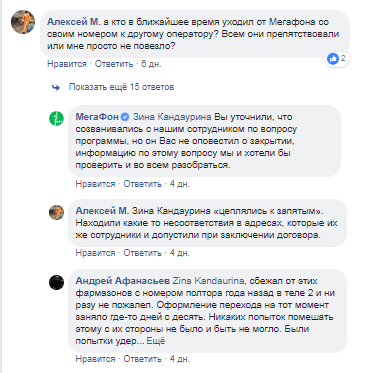 Алексей М. а кто в ближайшее время уходил от Мегафона со
своим номером к другому оператору? Всем они препятствовали
или мне просто не повезло?
2
Нравится · Ответить · 6 дн.
Показать ещё 15 ответов
МегаФон Зина Кандаурина Вы уточнили, что
созванивались с нашим сотрудником по вопросу
программы, но он Вас не оповестил о закрытии,
информацию по этому вопросу мы и хотели бы
проверить и во всем разобраться.
Нравится · Ответить · 4 дн.
Алексей М. Зина Кандаурина «цеплялись к запятым».
Находили какие то несоответствия в адресах, которые их
же сотрудники и допустили при заключении договора.
Нравится · Ответить · 4 дн.
Андрей Афанасьев Zina Kandaurina, сбежал от этих
фармазонов с номером полтора года назад в теле 2 и ни
разу не пожалел. Оформление перехода на тот момент
заняло где-то дней с десять. Никаких попыток помешать
этому с их стороны не было и быть не могло. Были
попытки удер... Ещё
Нравится · Ответить · 4 дн.